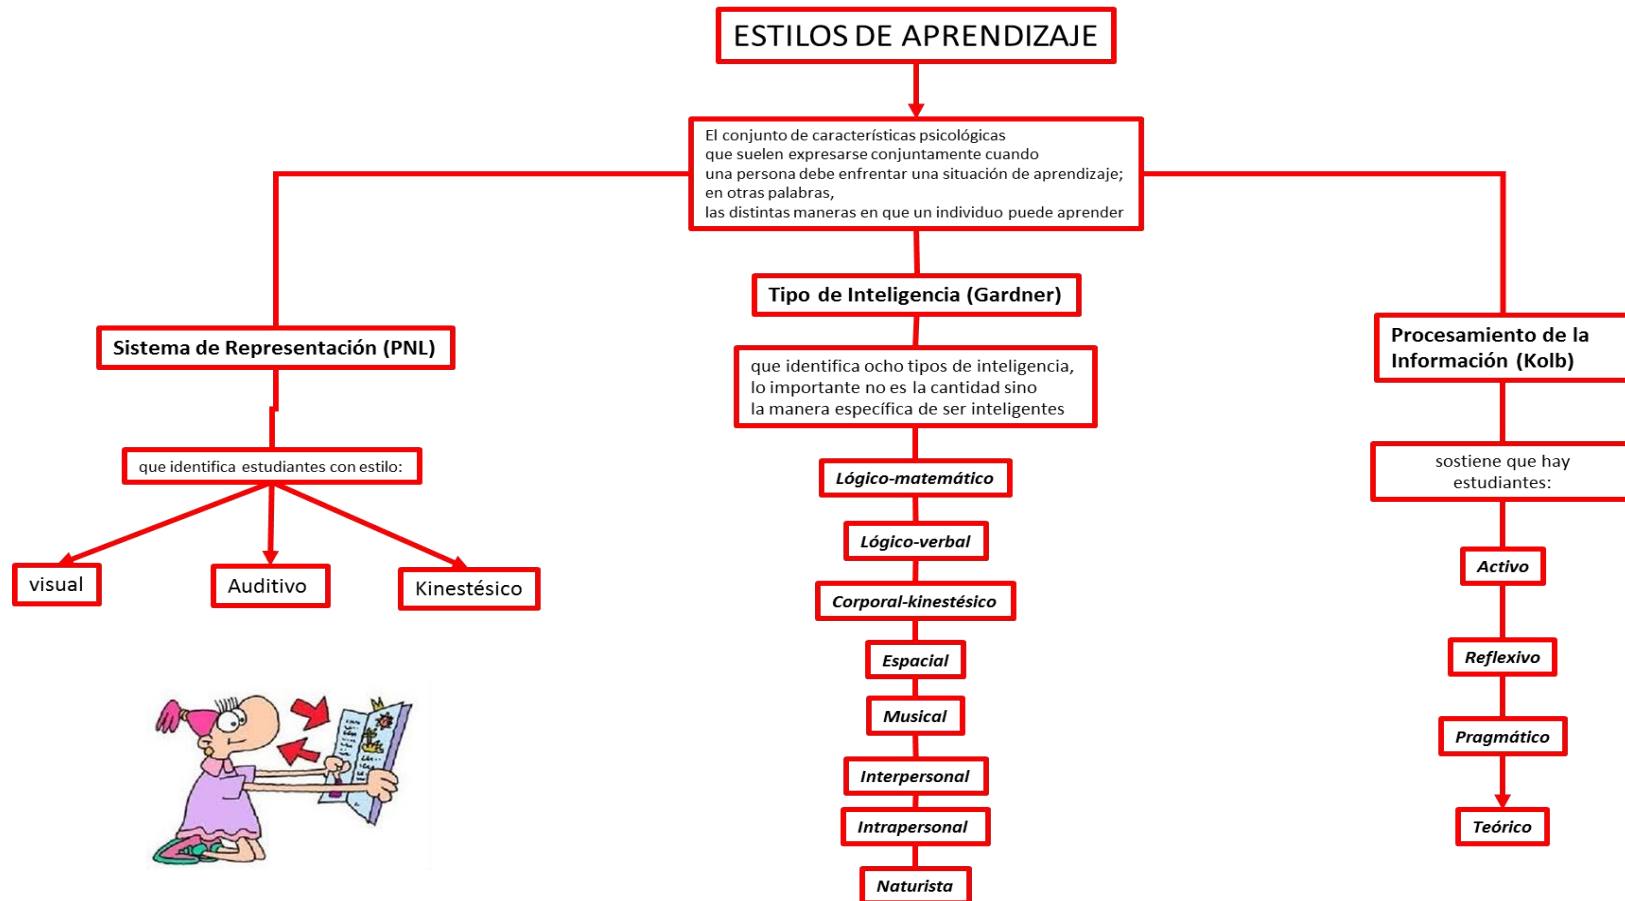 ESTILOS DE APRENDIZAJE
El conjunto de características psicológicas
que suelen expresarse conjuntamente cuando
una persona debe enfrentar una situación de aprendizaje;
en otras palabras,
las distintas maneras en que un individuo puede aprender
Sistema de Representación (PNL)
que identifica estudiantes con estilo:
visual
Auditivo
Kinestésico
Tipo de Inteligencia (Gardner)
que identifica ocho tipos de inteligencia,
lo importante no es la cantidad sino
la manera específica de ser inteligentes
Lógico-matemático
Lógico-verbal
Corporal-kinestésico
Espacial
Musical
Interpersonal
Intrapersonal
Naturista
Procesamiento de la
Información (Kolb)
sostiene que hay
estudiantes:
Activo
Reflexivo
Pragmático
Teórico